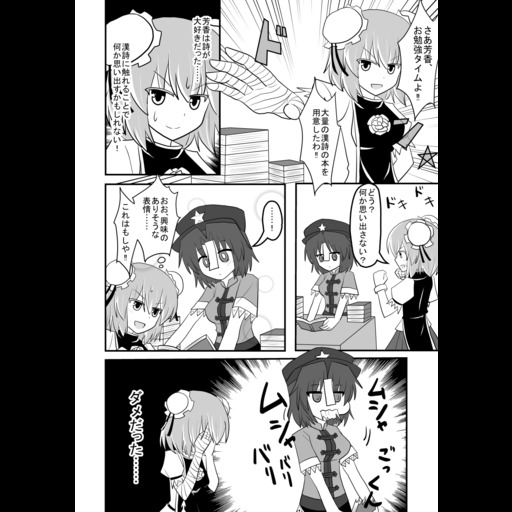 さあ芳香、
お勉強タイムよ!!
ドドン
大量の漢詩の本を
用意したわ!!
芳香は詩が
大好きだった……
漢詩に触れることで
何か思い出すかもしれない!
ドキ
ドキ
どう?
何か思い出さない?
……!
おお、興味の
ありそうな
表情……
これはもしや!!
ごっくん
ムシャ
ムシャ
バリ
バリ
ダメだった……